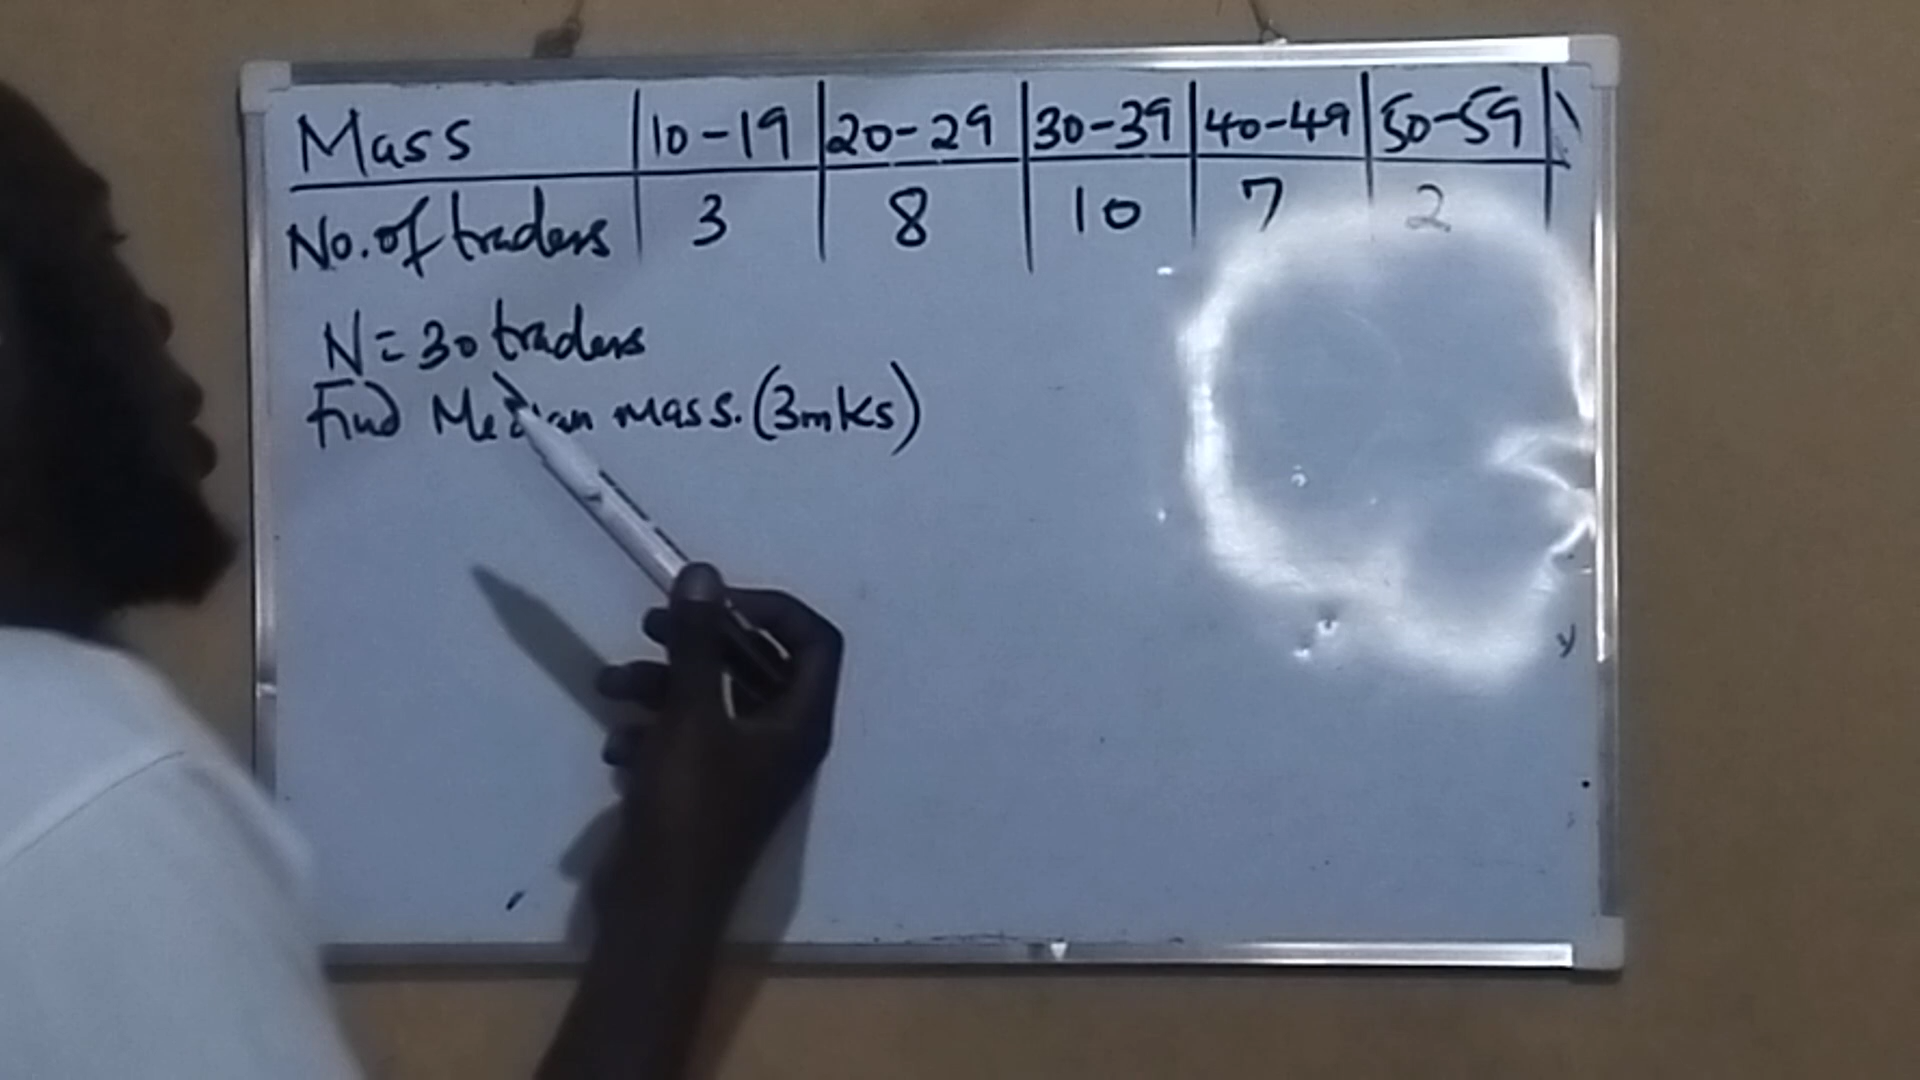 Mass 10-19 20-29 30-39 40-49 50-59
No. of traders 3 8 10 7 2
N = 30 traders
Find Median mass. (3mks)